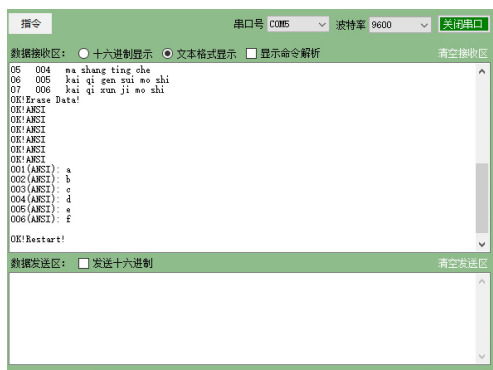 指令 串口号 COM5 波特率 9600 关闭串口
数据接收区： 十六进制显示 文本格式显示 显示命令解析 清空接收区
05 004 ma shang ting che
06 005 kai qi gen sui mo shi
07 006 kai qi xun ji mo shi
OK!Erase Data!
OK!ANSI
OK!ANSI
OK!ANSI
OK!ANSI
OK!ANSI
OK!ANSI
001(ANSI): a
002(ANSI): b
003(ANSI): c
004(ANSI): d
005(ANSI): e
006(ANSI): f
OK!Restart!
数据发送区： 发送十六进制 清空发送区